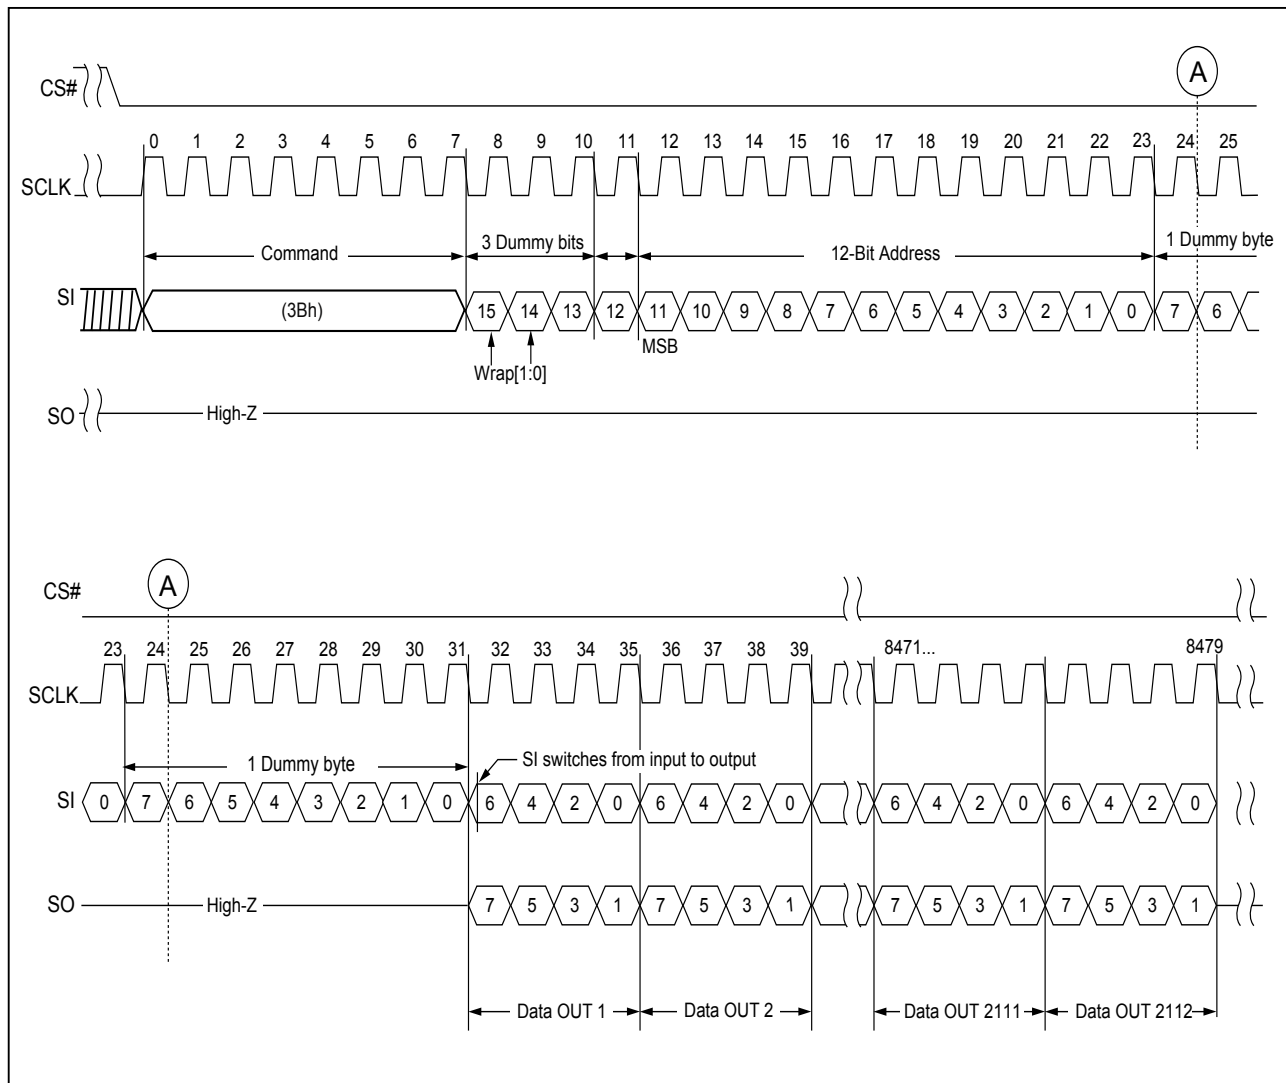 A
CS#
0 1 2 3 4 5 6 7 8 9 10 11 12 13 14 15 16 17 18 19 20 21 22 23 24 25
SCLK
Command 3 Dummy bits 12-Bit Address 1 Dummy byte
SI (3Bh) 15 14 13 12 11 10 9 8 7 6 5 4 3 2 1 0 7 6
MSB
Wrap[1:0]
SO High-Z
A
CS#
23 24 25 26 27 28 29 30 31 32 33 34 35 36 37 38 39 8471... 8479
SCLK
1 Dummy byte SI switches from input to output
SI 0 7 6 5 4 3 2 1 0 6 4 2 0 6 4 2 0 6 4 2 0 6 4 2 0
SO High-Z 7 5 3 1 7 5 3 1 7 5 3 1 7 5 3 1
Data OUT 1 Data OUT 2 Data OUT 2111 Data OUT 2112